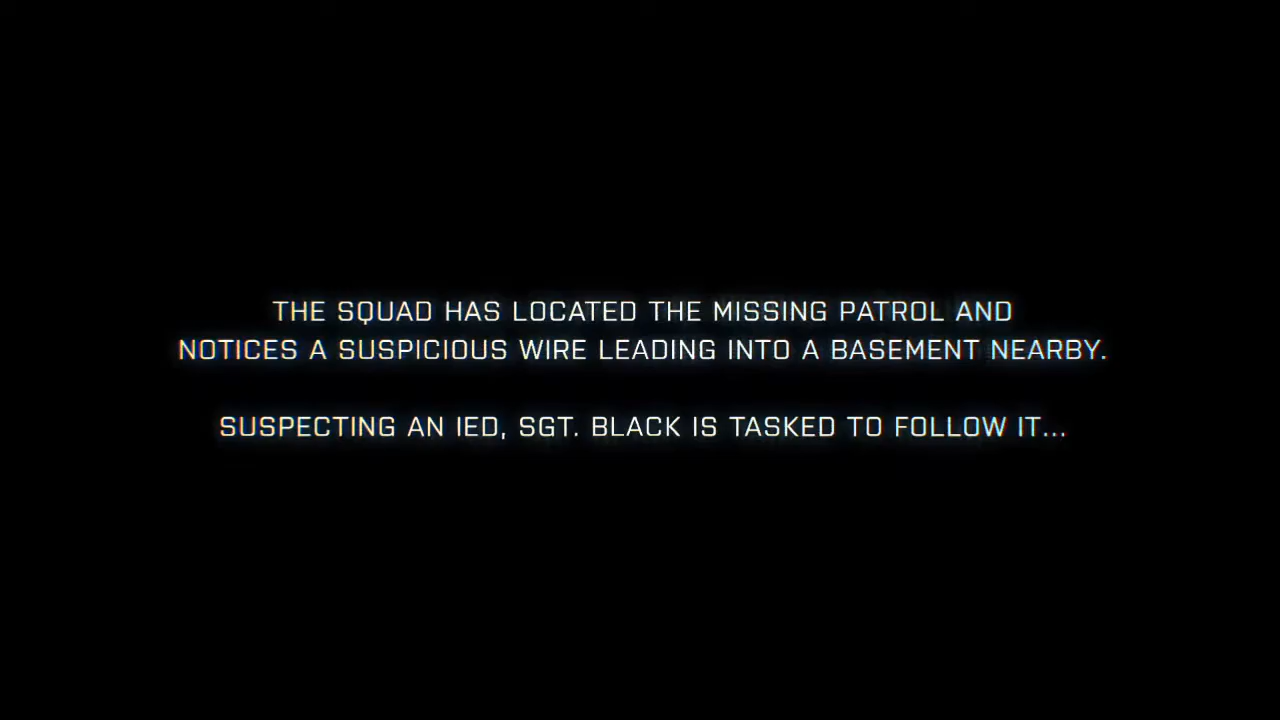 THE SQUAD HAS LOCATED THE MISSING PATROL AND
NOTICES A SUSPICIOUS WIRE LEADING INTO A BASEMENT NEARBY.
SUSPECTING AN IED, SGT. BLACK IS TASKED TO FOLLOW IT...